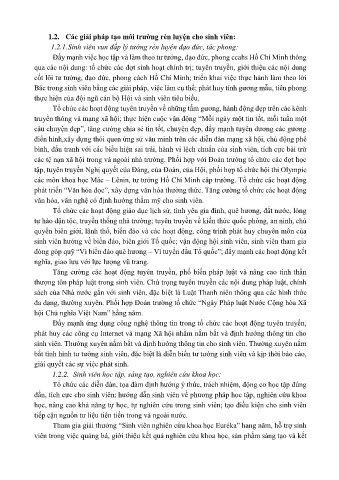 1.2. Các giải pháp tạo môi trường rèn luyện cho sinh viên:
1.2.1.Sinh viên vun đắp lý tưởng rèn luyện đạo đức, tác phong:
Đẩy mạnh việc học tập và làm theo tư tưởng, đạo đức, phong ccahs Hồ Chí Minh thông
qua các nội dung: tổ chức các đợt sinh hoạt chính trị; tuyên truyền, giới thiệu các nội dung
cốt lõi tư tưởng, đạo đức, phong cách Hồ Chí Minh; triển khai việc thực hành làm theo lời
Bác trong sinh viên bằng các giải pháp, việc làm cụ thể; phát huy tính gương mẫu, tiên phong
thực hiện của đội ngũ cán bộ Hội và sinh viên tiêu biểu.
Tổ chức các hoạt động tuyên truyền về những tấm gương, hành động đẹp trên các kênh
truyền thông và mạng xã hội; thực hiện cuộc vận động “Mỗi ngày một tin tốt, mỗi tuần một
câu chuyện đẹp”, tăng cường chia sẻ tin tốt, chuyện đẹp, đẩy mạnh tuyên dương các gương
điển hình,xây dựng thói quen ứng xử văn minh trên các diễn đàn mạng xã hội, chủ động phê
bình, đấu tranh với các biểu hiện sai trái, hành vi lệch chuẩn của sinh viên, tích cực bài trừ
các tệ nạn xã hội trong và ngoài nhà trường. Phối hợp với Đoàn trường tổ chức các đợt học
tập, tuyên truyền Nghị quyết của Đảng, của Đoàn, của Hội, phối hợp tổ chức hội thi Olympic
các môn khoa học Mác – Lênin, tư tưởng Hồ Chí Minh cấp trường. Tổ chức các hoạt động
phát triển “Văn hóa đọc”, xây dựng văn hóa thưởng thức. Tăng cường tổ chức các hoạt động
văn hóa, văn nghệ có định hướng thẩm mỹ cho sinh viên.
Tổ chức các hoạt động giáo dục lịch sử, tình yêu gia đình, quê hương, đất nước, lòng
tự hào dân tộc, truyền thống nhà trường; tuyên truyền về kiến thức quốc phòng, an ninh, chủ
quyền biên giới, lãnh thổ, biển đảo và các hoạt động, công trình phát huy chuyên môn của
sinh viên hướng về biển đảo, biên giới Tổ quốc; vận động hội sinh viên, sinh viên tham gia
đóng góp quỹ “Vì biển đảo quê hương – Vì tuyến đầu Tổ quốc”; đẩy mạnh các hoạt động kết
nghĩa, giao lưu với lực lượng vũ trang.
Tăng cường các hoạt động tuyên truyền, phổ biến pháp luật và nâng cao tinh thần
thượng tôn pháp luật trong sinh viên. Chú trọng tuyên truyền các nội dung pháp luật, chính
sách của Nhà nước gắn với sinh viên, đặc biệt là Luật Thanh niên thông qua các hình thức
đa dạng, thường xuyên. Phối hợp Đoàn trường tổ chức “Ngày Pháp luật Nước Cộng hòa Xã
hội Chủ nghĩa Việt Nam” hằng năm.
Đẩy mạnh ứng dụng công nghệ thông tin trong tổ chức các hoạt động tuyên truyền,
phát huy các công cụ Internet và mạng Xã hội nhằm nắm bắt và định hướng thông tin cho
sinh viên. Thường xuyên nắm bắt và định hướng thông tin cho sinh viên. Thường xuyên nắm
bắt tình hình tư tưởng sinh viên, đặc biệt là diễn biến tư tưởng sinh viên và kịp thời báo cáo,
giải quyết các sự việc phát sinh.
1.2.2. Sinh viên học tập, sáng tạo, nghiên cứu khoa học:
Tổ chức các diễn đàn, tọa đàm định hướng ý thức, trách nhiệm, động cơ học tập đúng
đắn, tích cực cho sinh viên; hướng dẫn sinh viên về phương pháp học tập, nghiên cứu khoa
học, nâng cao khả năng tự học, tự nghiên cứu trong sinh viên; tạo điều kiện cho sinh viên
tiếp cận nguồn tư liệu tiên tiến trong và ngoài nước.
Tham gia giải thưởng “Sinh viên nghiên cứu khoa học Euréka” hang năm, hỗ trợ sinh
viên trong việc quảng bá, giới thiệu kết quả nghiên cứu khoa học, sản phẩm sáng tạo và kết